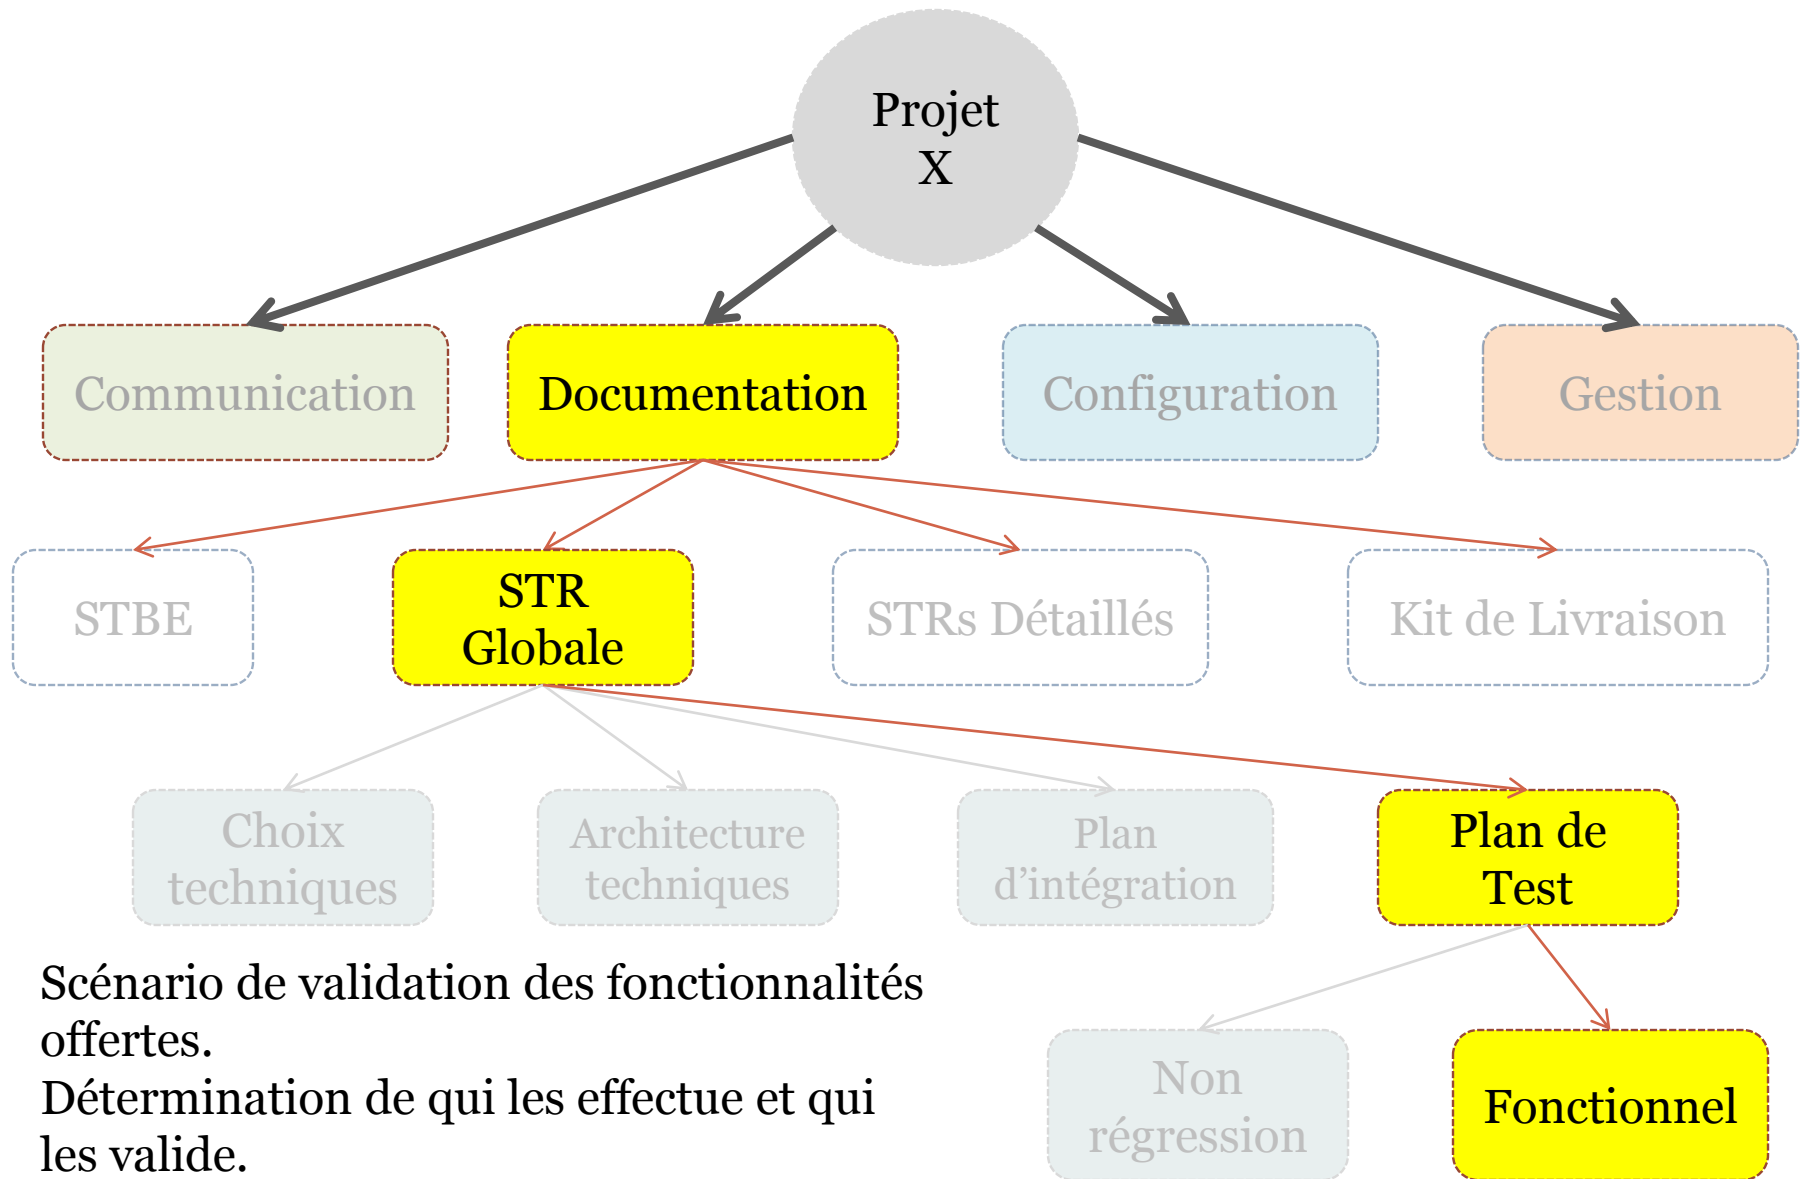 Projet
X
Communication
Documentation
Configuration
Gestion
STBE
STR
Globale
STRs Détaillés
Kit de Livraison
Choix
techniques
Architecture
techniques
Plan
d’intégration
Plan de
Test
Scénario de validation des fonctionnalités
offertes.
Détermination de qui les effectue et qui
les valide.
Non
régression
Fonctionnel